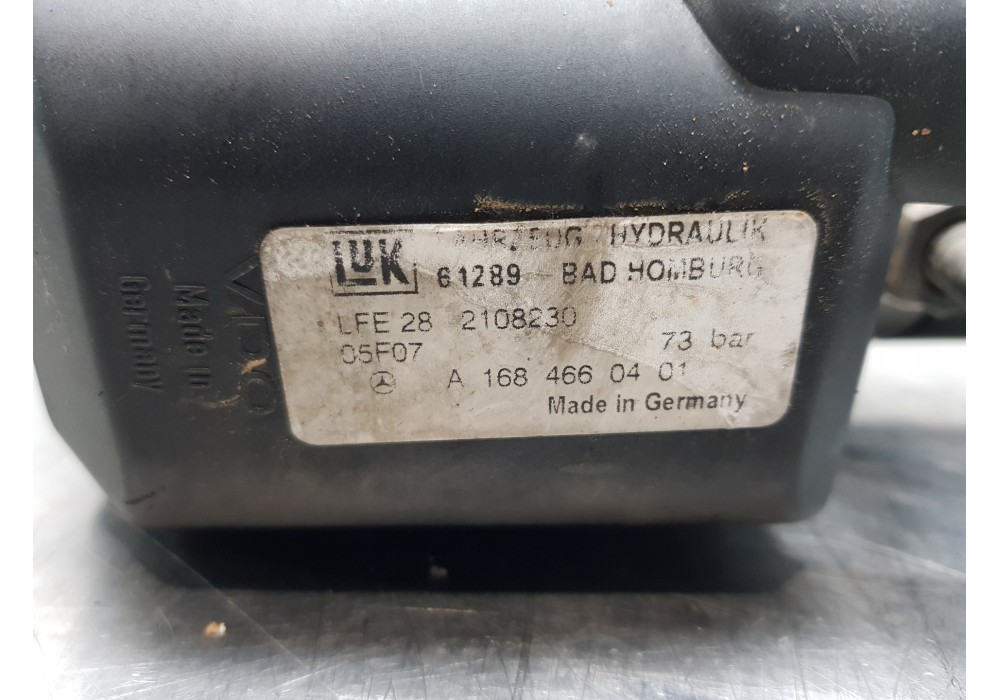 LUK
HYDRAULIK
61289 BAD HOMBURG
LFE 28 2108230
05F07 73 bar
A 168 466 04 01
Made in Germany
VDO
Made in
Germany